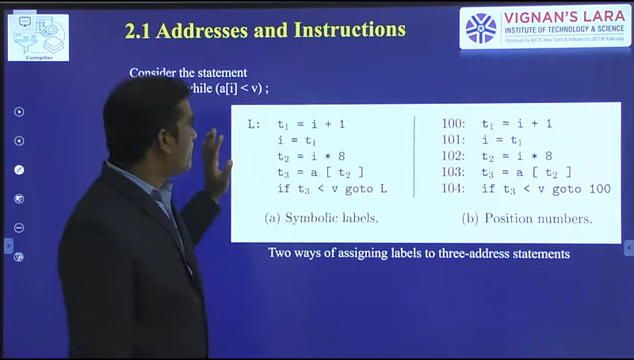 2.1 Addresses and Instructions
VIGNAN'S LARA
INSTITUTE OF TECHNOLOGY & SCIENCE
Compiler
Consider the statement
while (a[i] < v) ;
L: t₁ = i + 1
i = t₁
t₂ = i * 8
t₃ = a [ t₂ ]
if t₃ < v goto L
(a) Symbolic labels.
100: t₁ = i + 1
101: i = t₁
102: t₂ = i * 8
103: t₃ = a [ t₂ ]
104: if t₃ < v goto 100
(b) Position numbers.
Two ways of assigning labels to three-address statements